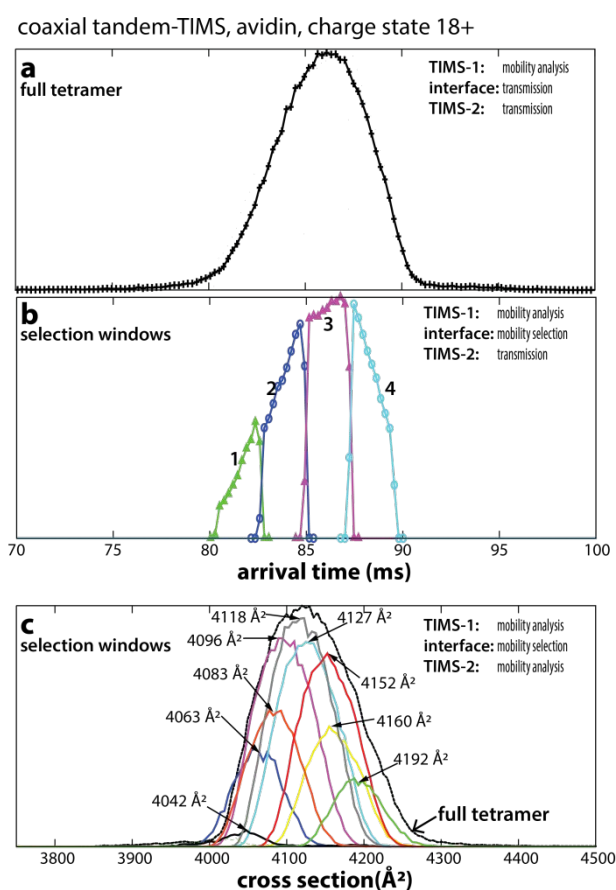 coaxial tandem-TIMS, avidin, charge state 18+
a
full tetramer
TIMS-1: mobility analysis
interface: transmission
TIMS-2: transmission
b
selection windows
TIMS-1: mobility analysis
interface: mobility selection
TIMS-2: transmission
1
2
3
4
70 75 80 85 90 95 100
arrival time (ms)
c
selection windows
TIMS-1: mobility analysis
interface: mobility selection
TIMS-2: mobility analysis
4118 Å²
4127 Å²
4096 Å²
4152 Å²
4083 Å²
4160 Å²
4063 Å²
4192 Å²
4042 Å²
full tetramer
3800 3900 4000 4100 4200 4300 4400 4500
cross section(Å²)